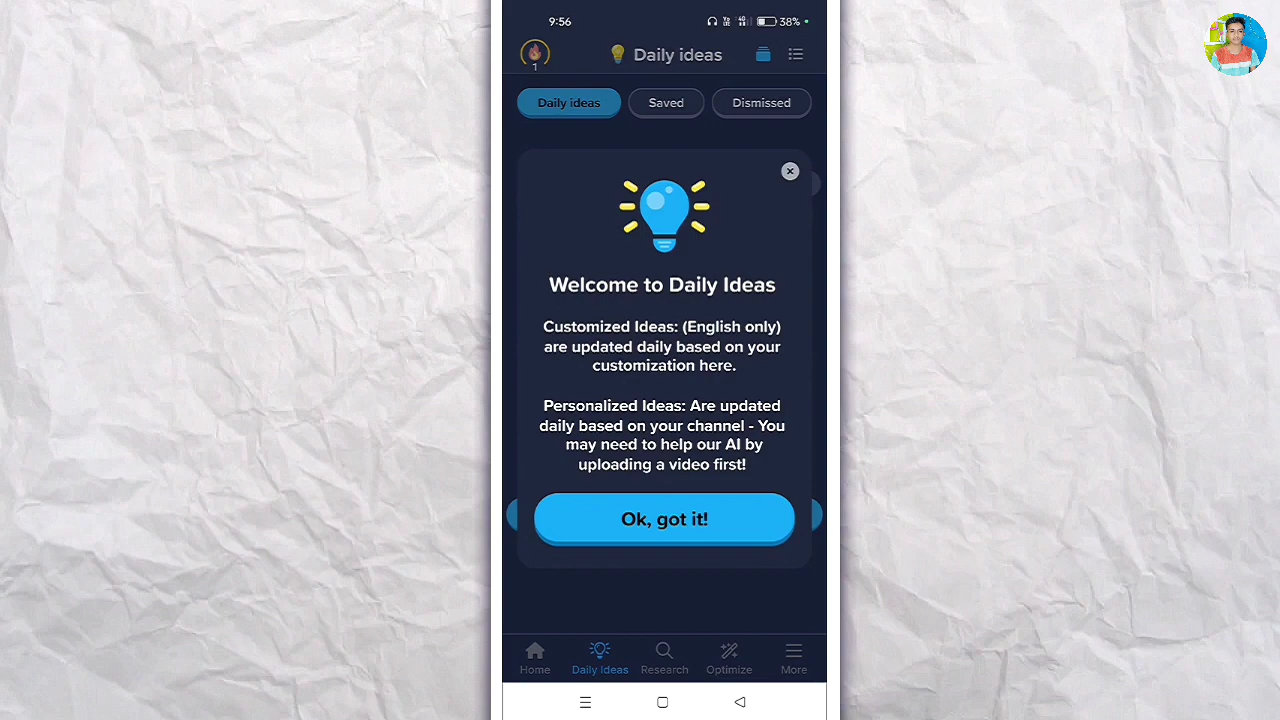 9:56
38%
1
Daily ideas
Daily ideas
Saved
Dismissed
Welcome to Daily Ideas
Customized Ideas: (English only)
are updated daily based on your
customization here.
Personalized Ideas: Are updated
daily based on your channel - You
may need to help our AI by
uploading a video first!
Ok, got it!
Home
Daily Ideas
Research
Optimize
More